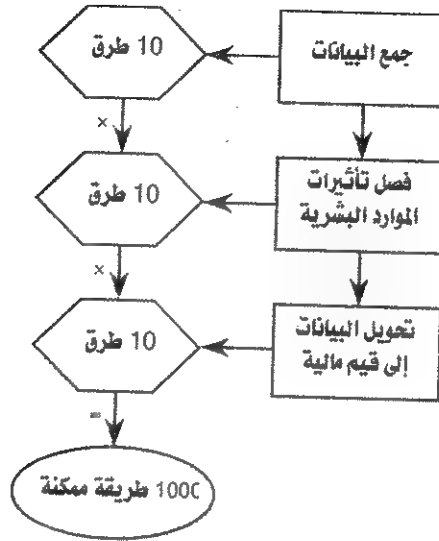 جمع البيانات
10 طرق
×
فصل تأثيرات
الموارد البشرية
10 طرق
×
تحويل البيانات
إلى قيم مالية
10 طرق
=
1000 طريقة ممكنة